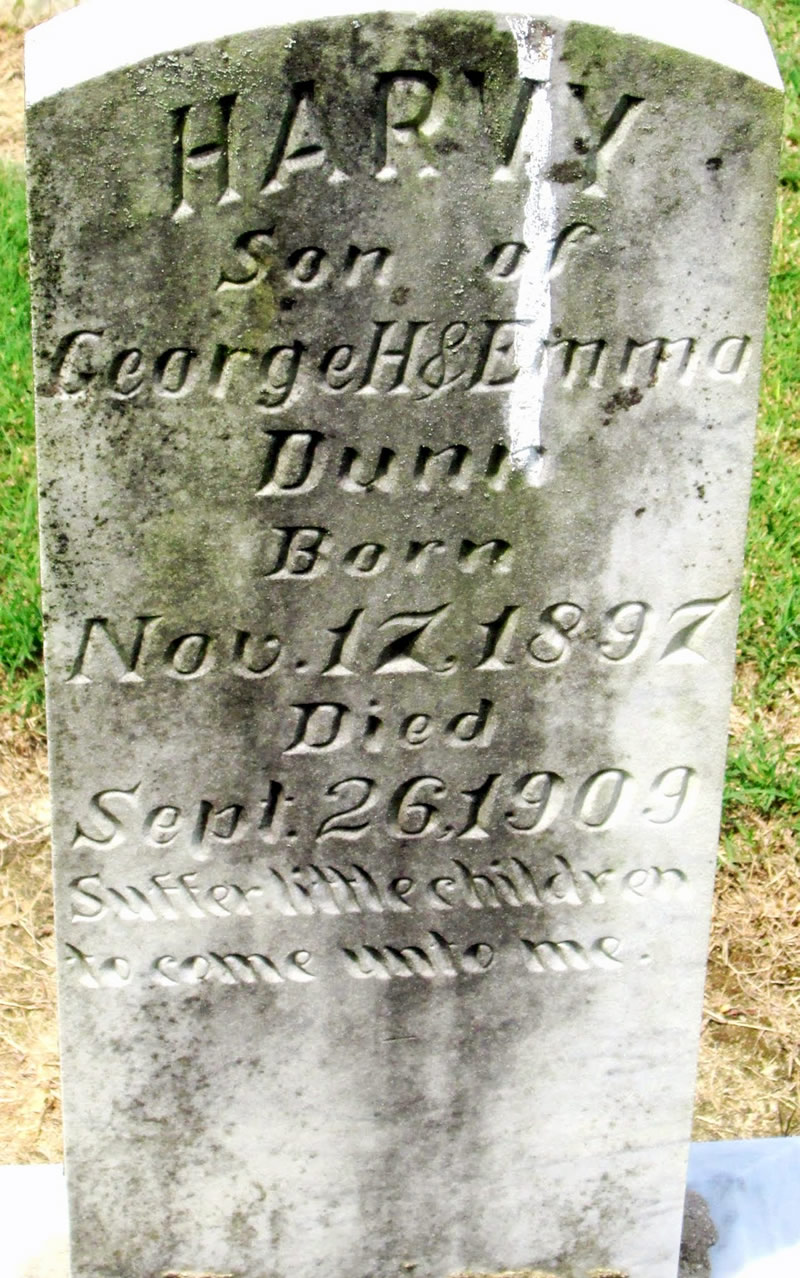 HARVY
Son of
George H & Emma
Dunn
Born
Nov. 17, 1897
Died
Sept. 26, 1909
Suffer little children
to come unto me.